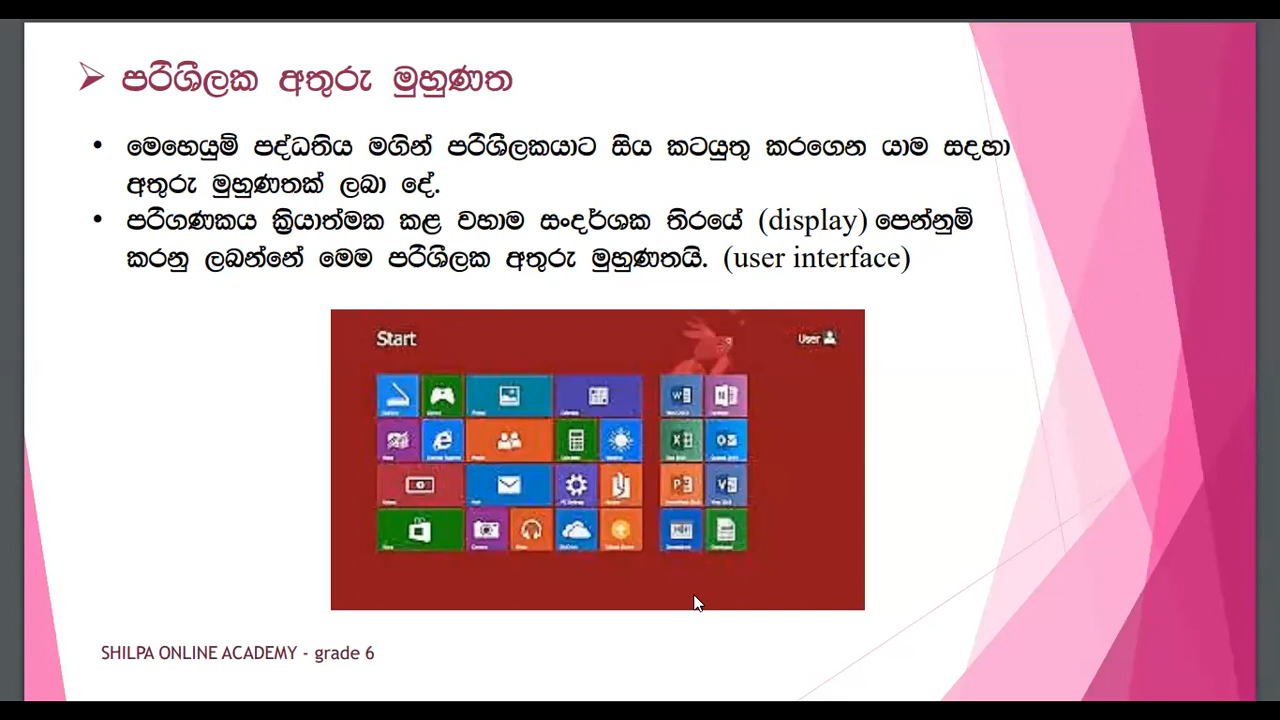 පරිශීලක අතුරු මුහුණත
මෙහෙයුම් පද්ධතිය මගින් පරිශීලකයාට සිය කටයුතු කරගෙන යාම සදහා
අතුරු මුහුණතක් ලබා දේ.
පරිගණකය ක්‍රියාත්මක කළ වහාම සංදර්ශක තිරයේ (display) පෙන්නුම්
කරනු ලබන්නේ මෙම පරිශීලක අතුරු මුහුණතයි. (user interface)
Start
User
SHILPA ONLINE ACADEMY - grade 6